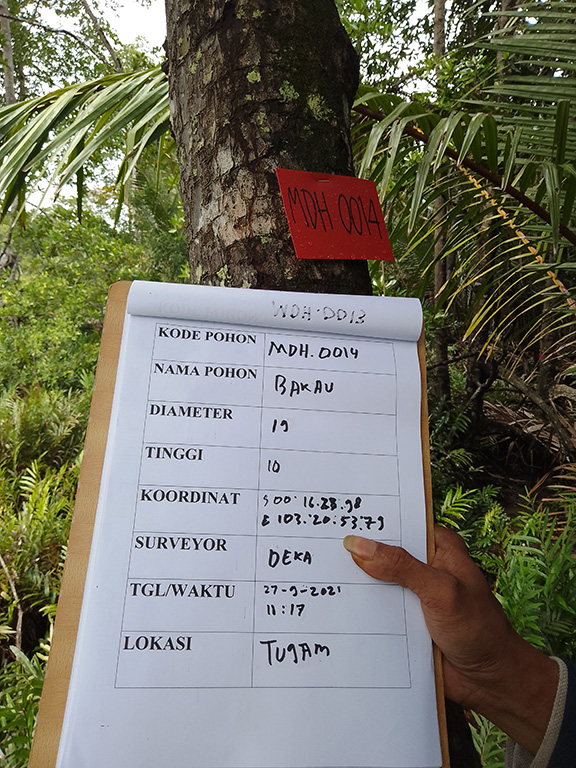 MDH 0014
MDH.0013
KODE POHON MDH.0014
NAMA POHON BAKAU
DIAMETER 19
TINGGI 10
KOORDINAT S 00.16.28.98
E 103.20.53.79
SURVEYOR DEKA
TGL/WAKTU 27-9-2021
11:17
LOKASI TUGAM